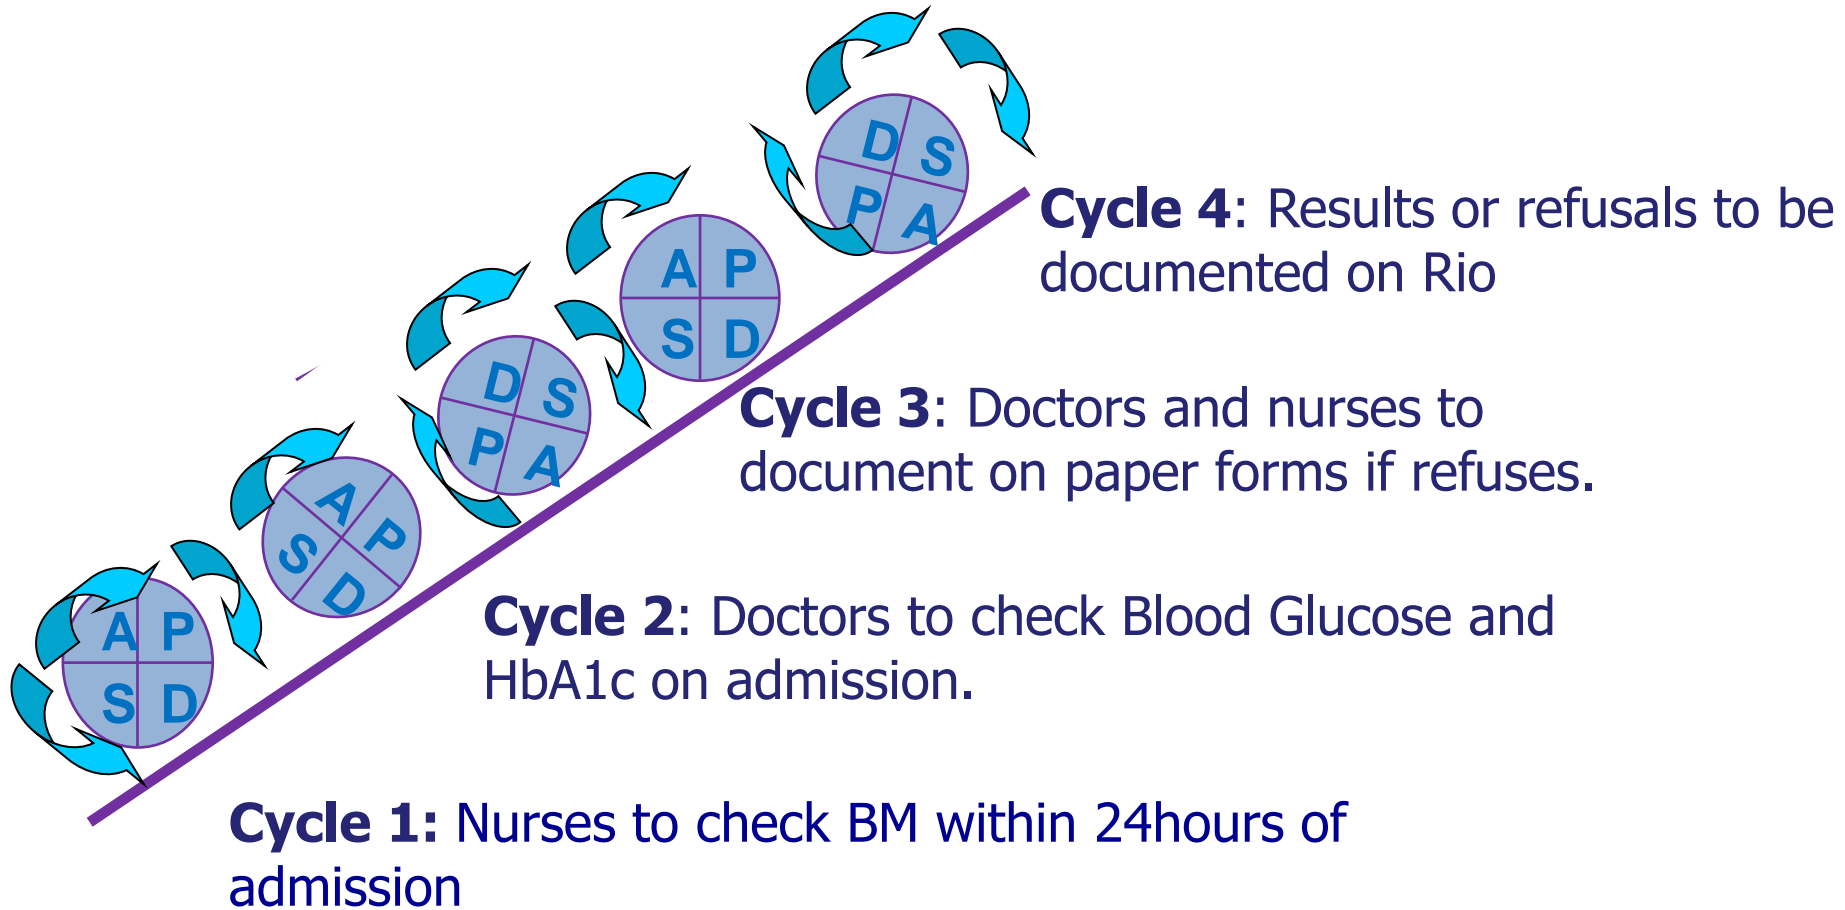 D S
P A
Cycle 4: Results or refusals to be
documented on Rio
A P
S D
D S
P A
Cycle 3: Doctors and nurses to
document on paper forms if refuses.
A P
S D
Cycle 2: Doctors to check Blood Glucose and
HbA1c on admission.
A P
S D
Cycle 1: Nurses to check BM within 24hours of
admission